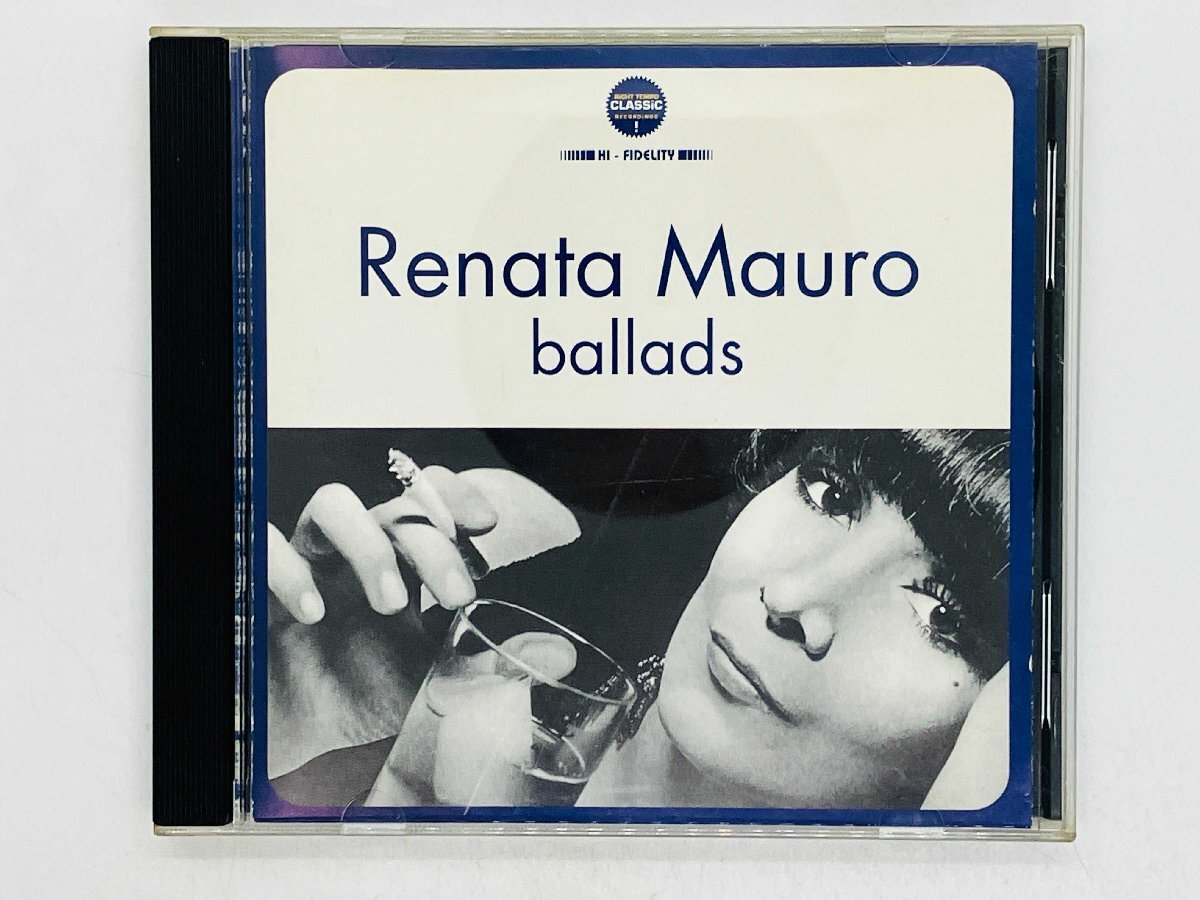 RIGHT TEMPO
CLASSiC
RECORDINGS
!
HI - FIDELITY
Renata Mauro
ballads